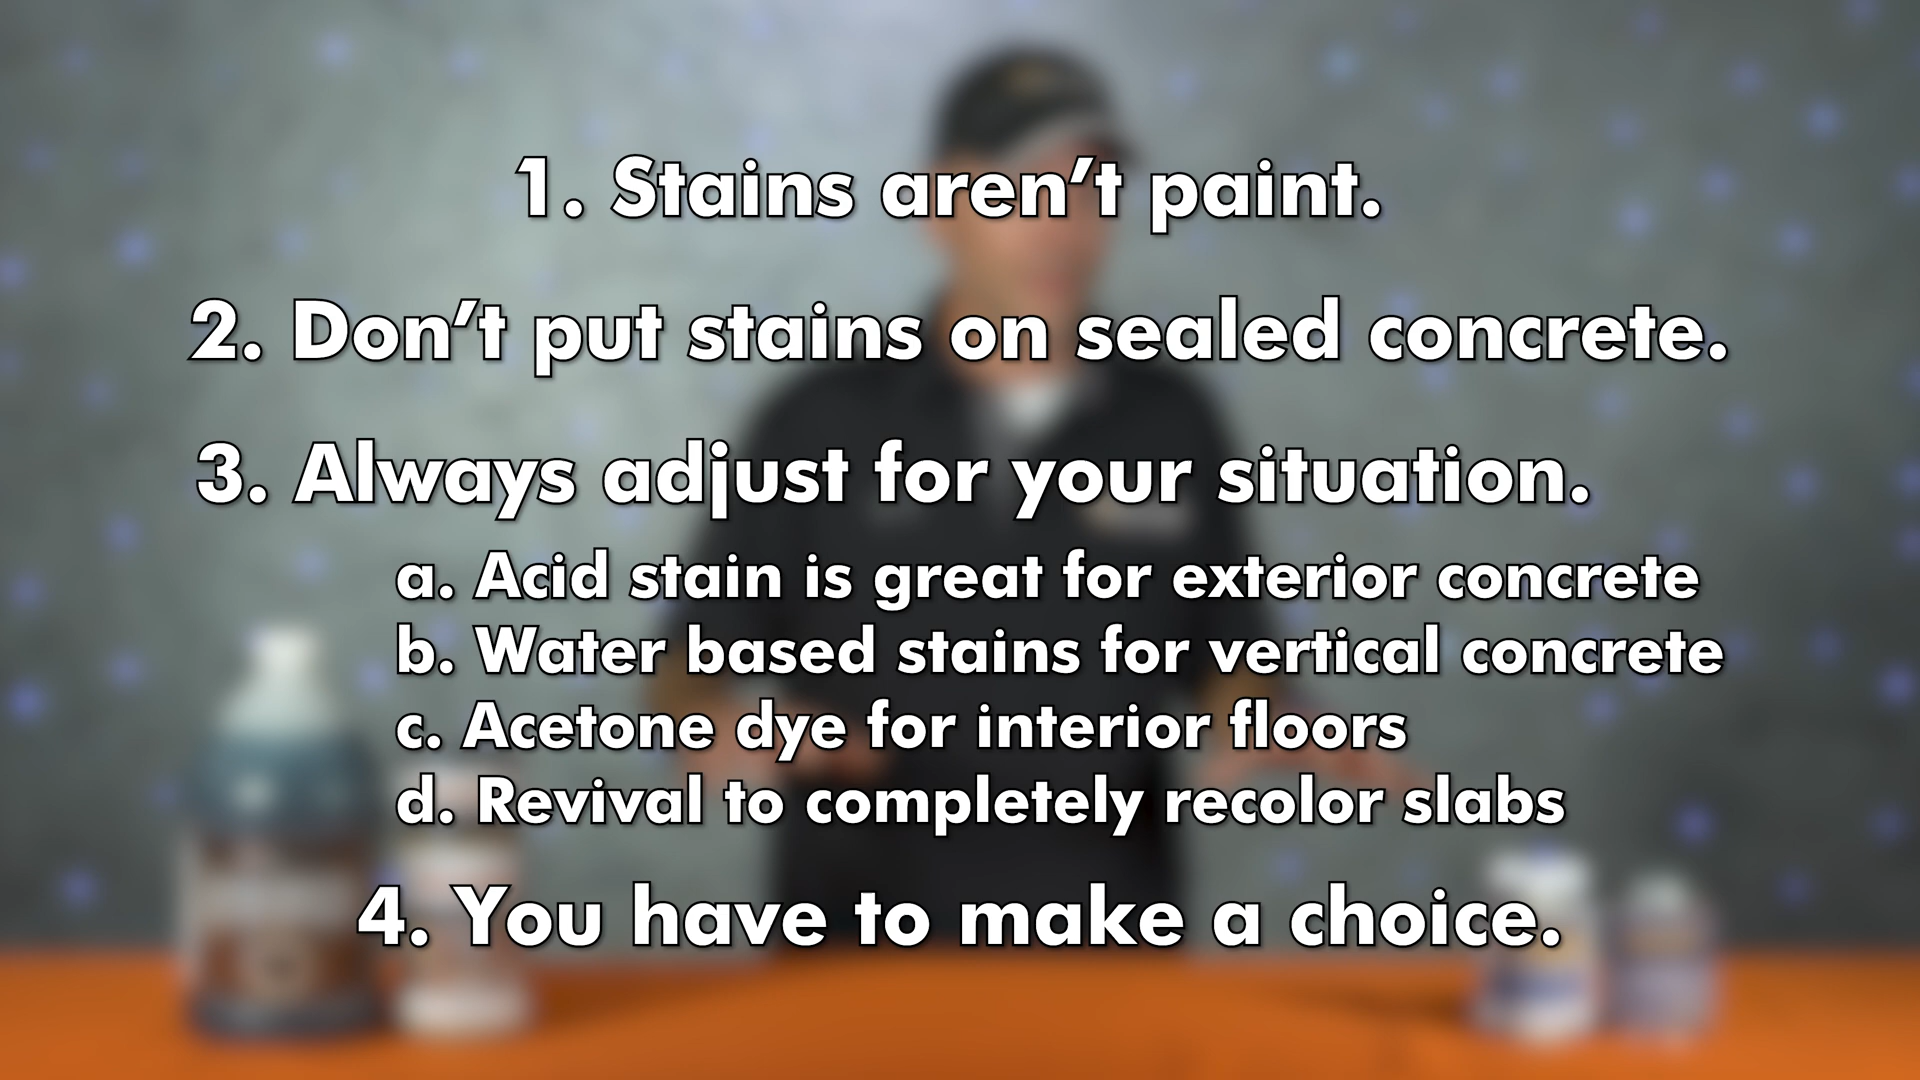 1. Stains aren’t paint.
2. Don’t put stains on sealed concrete.
3. Always adjust for your situation.
a. Acid stain is great for exterior concrete
b. Water based stains for vertical concrete
c. Acetone dye for interior floors
d. Revival to completely recolor slabs
4. You have to make a choice.